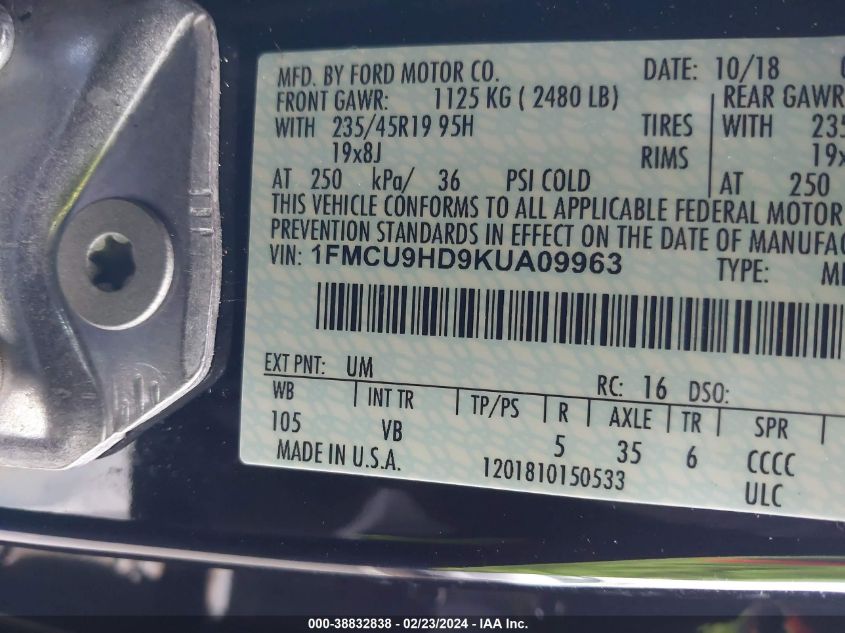 MFD. BY FORD MOTOR CO. DATE: 10/18
FRONT GAWR: 1125 KG ( 2480 LB) REAR GAWR
WITH 235/45R19 95H TIRES WITH 235
19x8J RIMS 19x
AT 250 kPa/ 36 PSI COLD AT 250
THIS VEHICLE CONFORMS TO ALL APPLICABLE FEDERAL MOTOR
PREVENTION STANDARDS IN EFFECT ON THE DATE OF MANUFAC
VIN: 1FMCU9HD9KUA09963 TYPE:
EXT PNT: UM RC: 16 DSO:
WB INT TR TP/PS R AXLE TR SPR
105 VB 5 35 6 CCCC
MADE IN U.S.A. 1201810150533 ULC
000-38832838 - 02/23/2024 - IAA Inc.